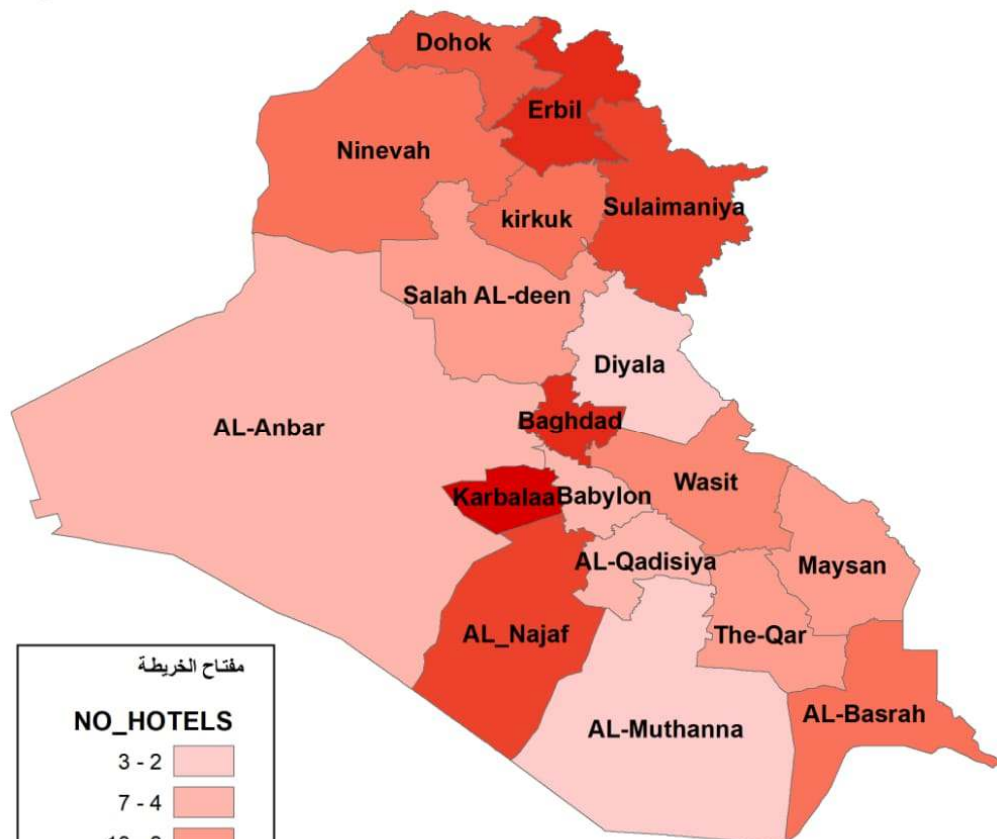 Dohok
Erbil
Ninevah
kirkuk
Sulaimaniya
Salah AL-deen
Diyala
AL-Anbar
Baghdad
Wasit
Karbalaa
Babylon
AL-Qadisiya
Maysan
AL_Najaf
The-Qar
AL-Muthanna
AL-Basrah
مفتاح الخريطة
NO_HOTELS
3 - 2
7 - 4